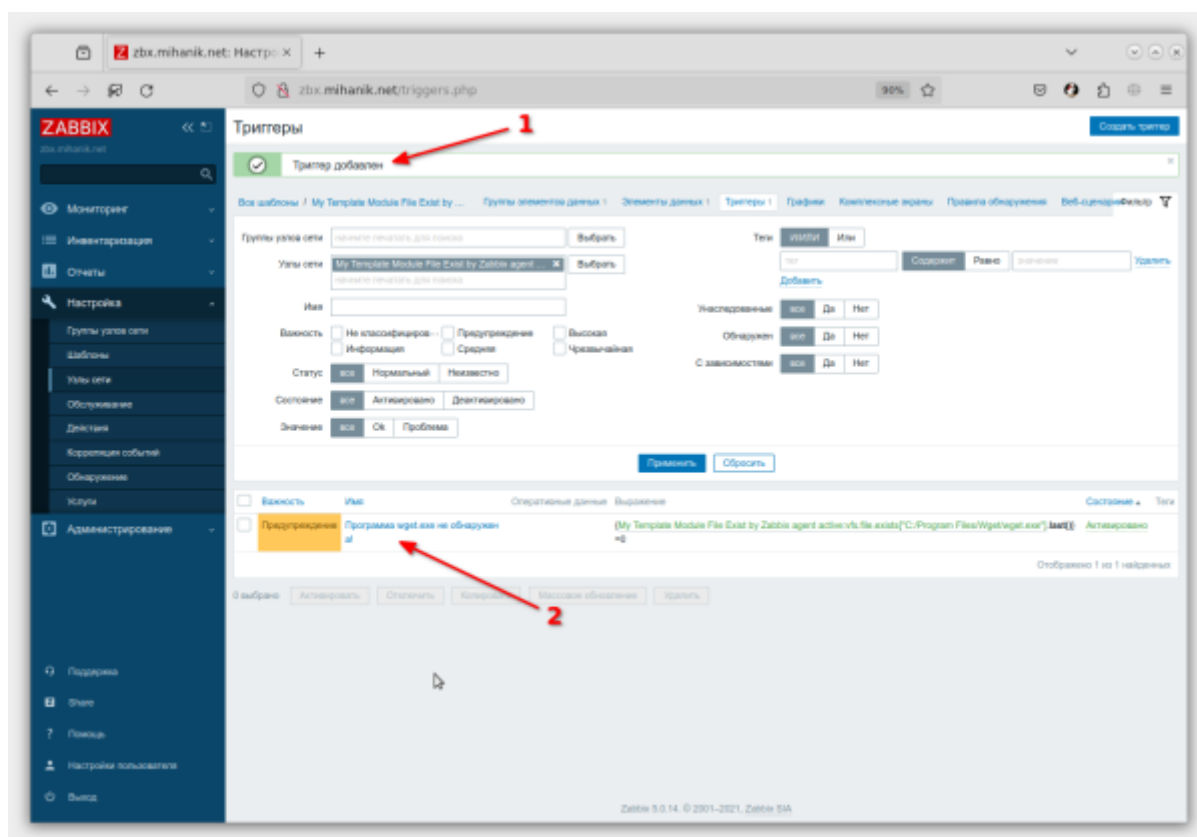 zbx.mihanik.net: Настро × +
zbx.mihanik.net/triggers.php 90%
ZABBIX
zbx.mihanik.net
Мониторинг
Инвентаризация
Отчеты
Настройка
Группы узлов сети
Шаблоны
Узлы сети
Обслуживание
Действия
Корреляция событий
Обнаружение
Услуги
Администрирование
Поддержка
Share
Помощь
Настройки пользователя
Выход
Триггеры 1 Создать триггер
Триггер добавлен
Все шаблоны / My Template Module File Exist by ... Группы элементов данных 1 Элементы данных 1 Триггеры 1 Графики Комплексные экраны Правила обнаружения Веб-сценарии Фильтр
Группы узлов сети начните печатать для поиска Выбрать Теги И/ИЛИ Или
Узлы сети My Template Module File Exist by Zabbix agent ... Выбрать тег Содержит Равно значение Удалить
начните печатать для поиска Добавить
Имя Унаследованные все Да Нет
Важность Не классифициров... Предупреждение Высокая Обнаружен все Да Нет
Информация Средняя Чрезвычайная
С зависимостями все Да Нет
Статус все Нормальный Неизвестно
Состояние все Активировано Деактивировано
Значение все Ok Проблема
Применить Сбросить
Важность Имя Оперативные данные Выражение Состояние Теги
Предупреждение Программа wget.exe не обнаружен {My Template Module File Exist by Zabbix agent active:vfs.file.exists["C:/Program Files/Wget/wget.exe"].last()} Активировано
а! =0
Отображено 1 из 1 найденных
0 выбрано Активировать Отключить Копировать Массовое обновление Удалить
2
Zabbix 5.0.14. © 2001–2021, Zabbix SIA